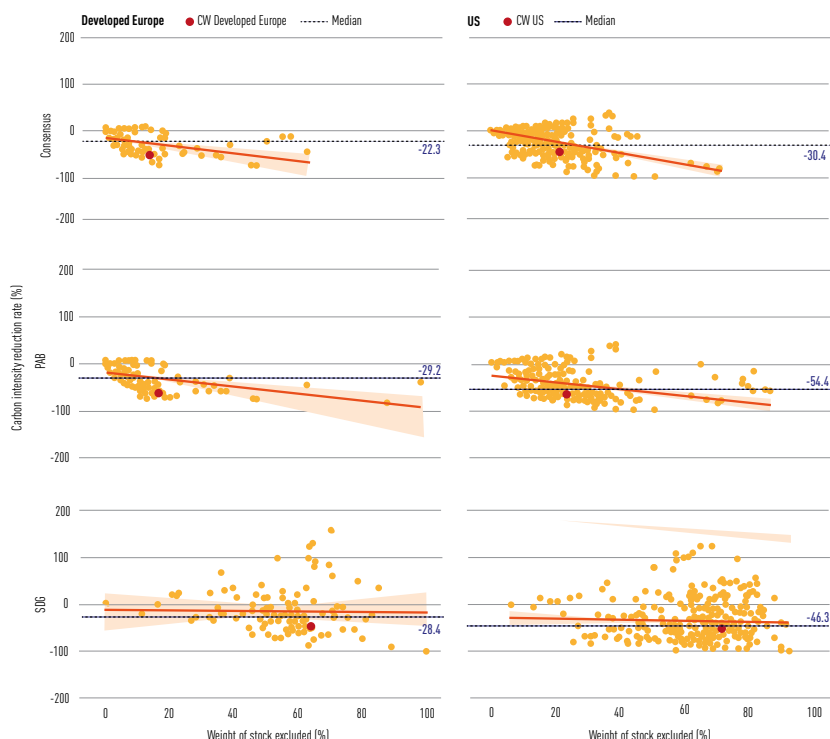 Developed Europe CW Developed Europe Median
US CW US Median
Carbon intensity reduction rate (%)
Consensus
200
100
0
-100
-200
-22.3
-30.4
PAB
200
100
0
-100
-200
-29.2
-54.4
SDG
200
100
0
-100
-200
-28.4
-46.3
0 20 40 60 80 100
0 20 40 60 80 100
Weight of stock excluded (%)
Weight of stock excluded (%)